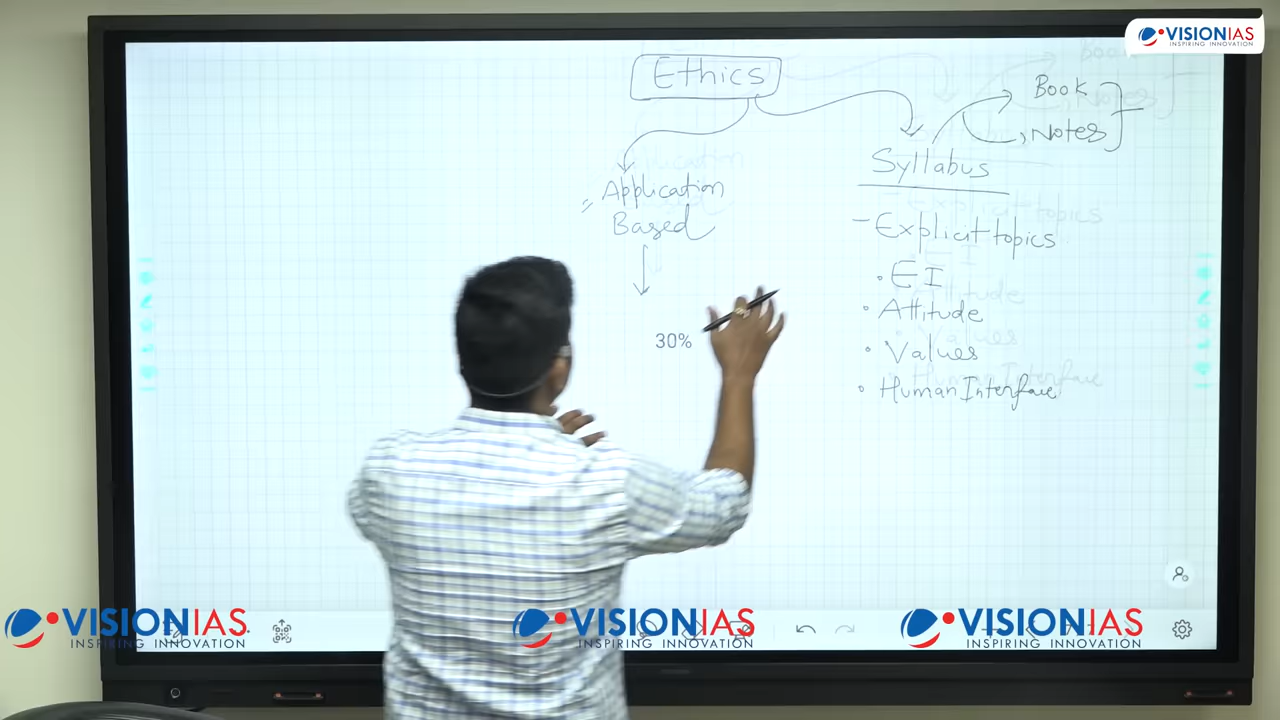 VISIONIAS
INSPIRING INNOVATION
Ethics
Book
Notes
Syllabus
Application
Based
- Explicit topics
• EI
• Attitude
• Values
• Human Interface
30%
VISIONIAS
INSPIRING INNOVATION
VISIONIAS
INSPIRING INNOVATION
VISIONIAS
INSPIRING INNOVATION